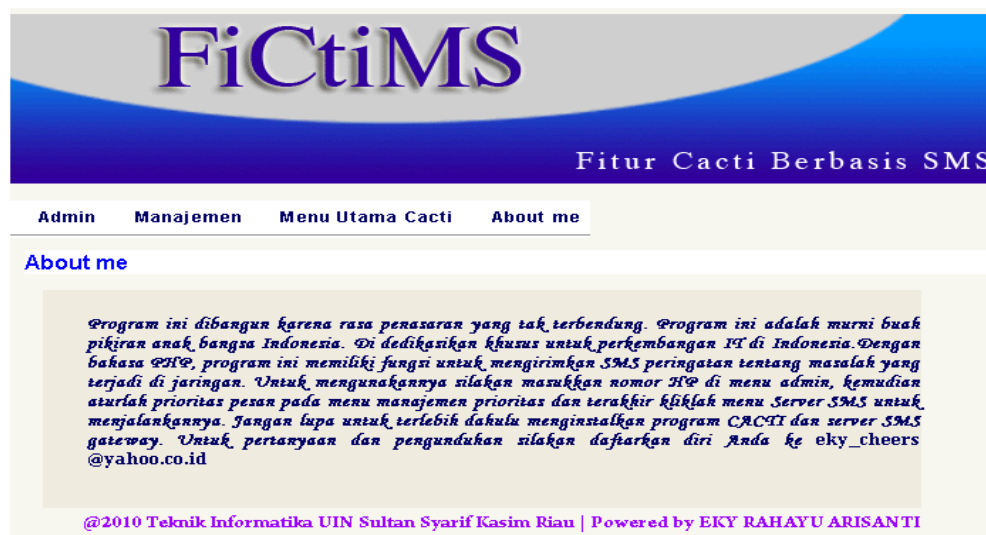 FiCtiMS
Fitur Cacti Berbasis SMS
Admin Manajemen Menu Utama Cacti About me
About me
Program ini dibangun karena rasa penasaran yang tak terbendung. Program ini adalah murni buah
pikiran anak bangsa Indonesia. Di dedikasikan khusus untuk perkembangan IT di Indonesia.Dengan
bahasa PHP, program ini memiliki fungsi untuk mengirimkan SMS peringatan tentang masalah yang
terjadi di jaringan. Untuk mengunakannya silakan masukkan nomor HP di menu admin, kemudian
aturlah prioritas pesan pada menu manajemen prioritas dan terakhir kliklah menu Server SMS untuk
menjalankannya. Jangan lupa untuk terlebih dahulu menginstalkan program CACTI dan server SMS
gateway. Untuk pertanyaan dan pengunduhan silakan daftarkan diri Anda ke eky_cheers
@yahoo.co.id
@2010 Teknik Informatika UIN Sultan Syarif Kasim Riau | Powered by EKY RAHAYU ARISANTI